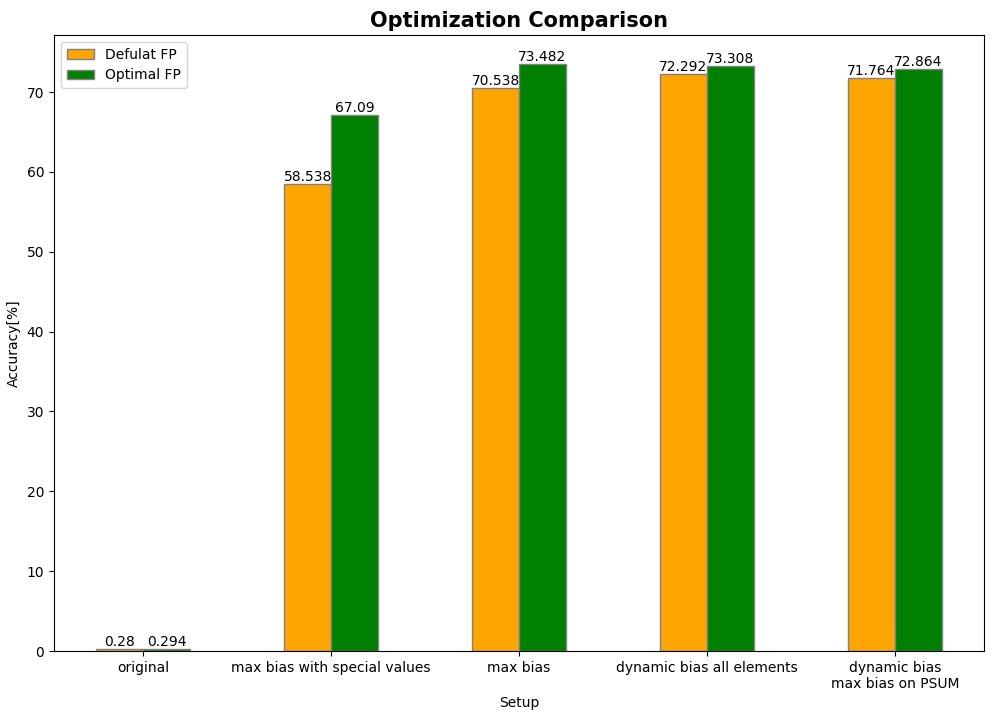 Optimization Comparison
Defulat FP
Optimal FP
Accuracy[%]
70
60
50
40
30
20
10
0
0.28
0.294
58.538
67.09
70.538
73.482
72.292
73.308
71.764
72.864
original
max bias with special values
max bias
dynamic bias all elements
dynamic bias
max bias on PSUM
Setup